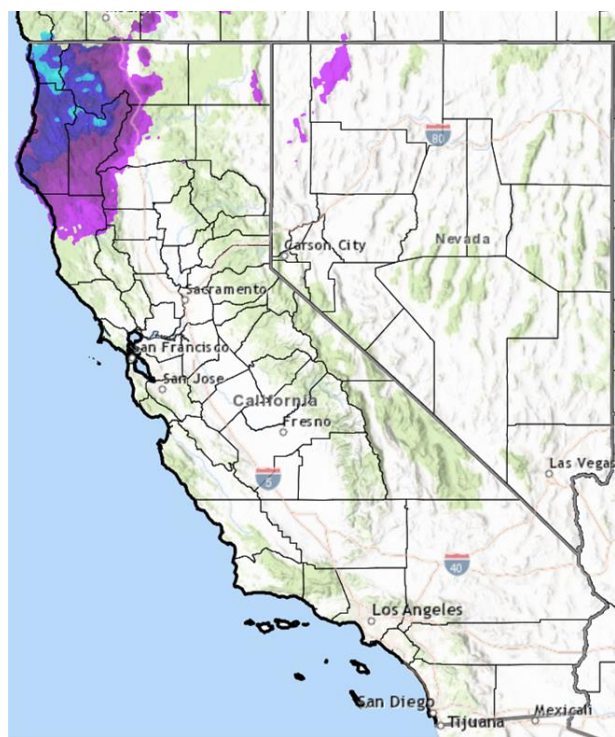 80
Carson City
Nevada
Sacramento
San Francisco
San Jose
California
Fresno
Las Vegas
5
40
Los Angeles
San Diego
Tijuana
Mexicali